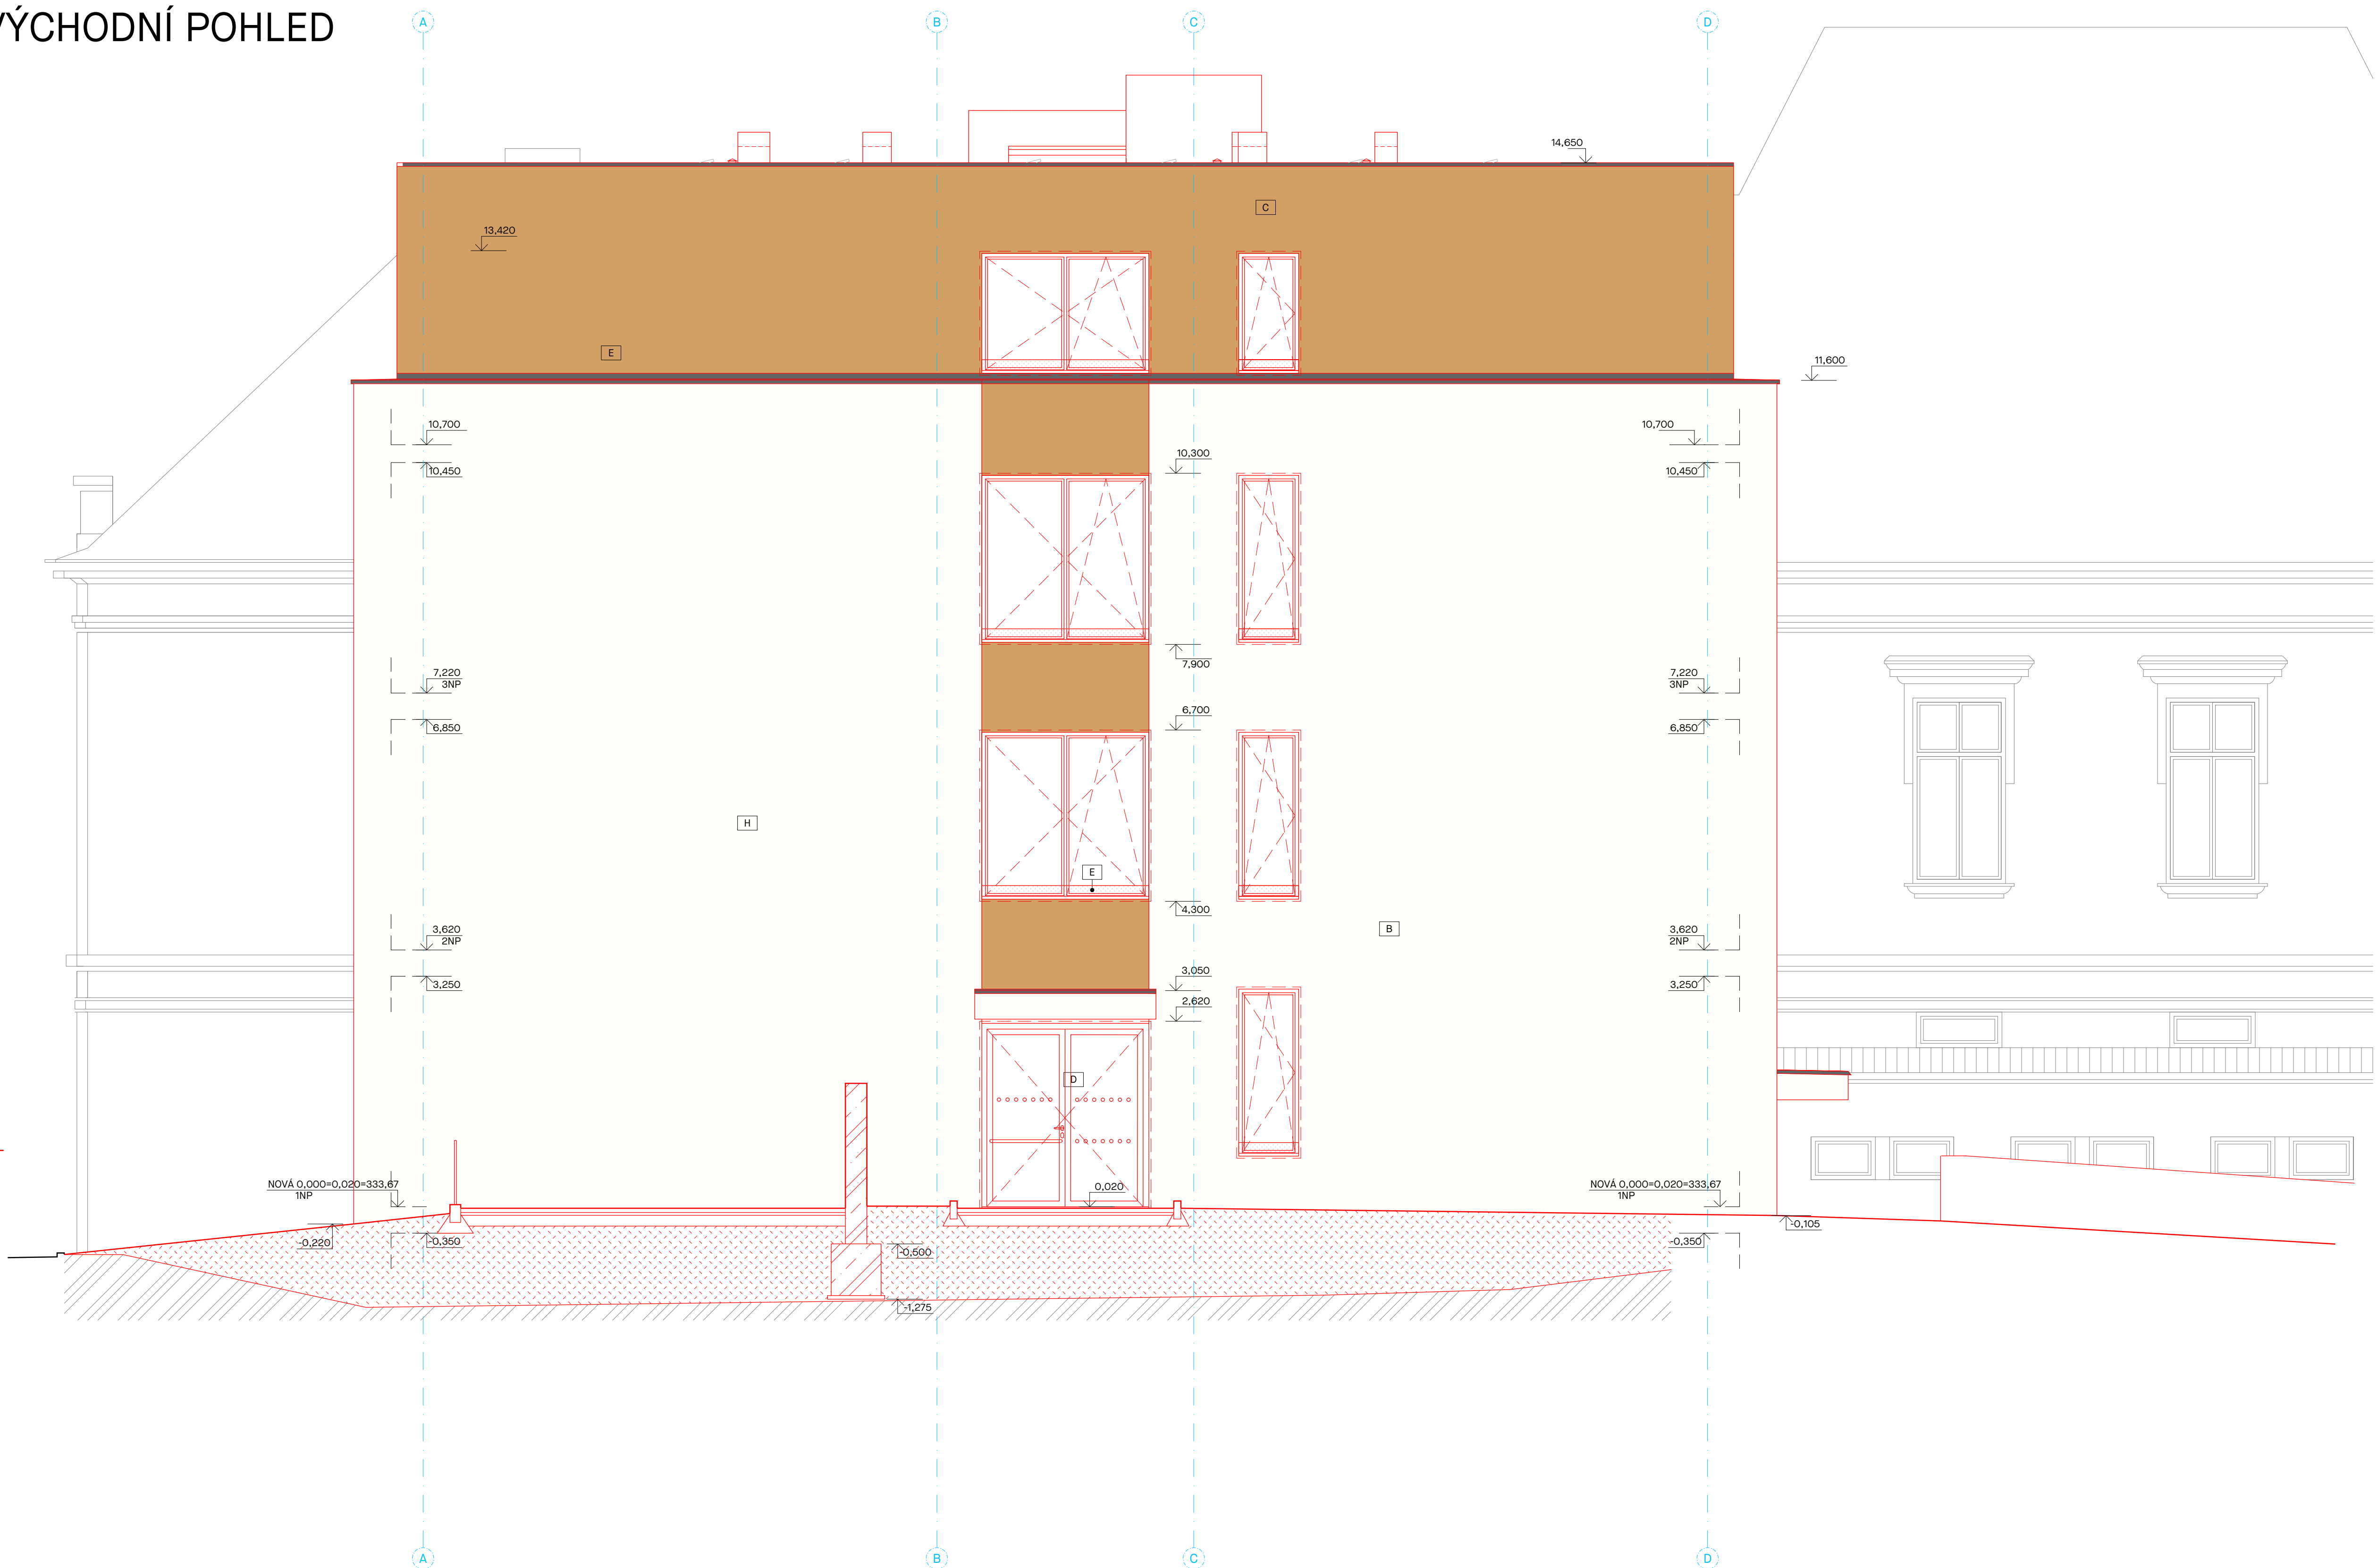 VÝCHODNÍ POHLED
A
B
C
D
14,650
C
13,420
E
11,600
10,700
10,700
10,300
10,450
10,450
7,900
7,220
3NP
7,220
3NP
6,700
6,850
6,850
H
E
4,300
B
3,620
2NP
3,620
2NP
3,050
3,250
3,250
2,620
D
NOVÁ 0,000=0,020=333,67
1NP
0,020
NOVÁ 0,000=0,020=333,67
1NP
-0,105
-0,220
-0,350
-0,350
-0,500
-1,275
A
B
C
D